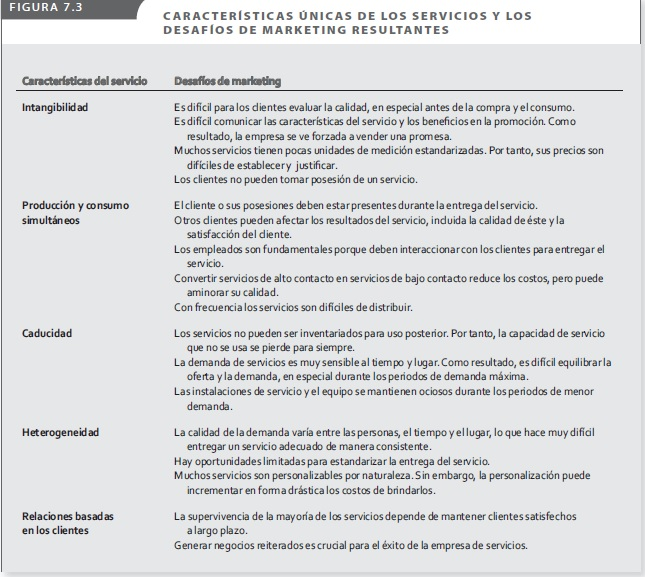 FIGURA 7.3
CARACTERÍSTICAS ÚNICAS DE LOS SERVICIOS Y LOS
DESAFÍOS DE MARKETING RESULTANTES
Características del servicio Desafíos de marketing
Intangibilidad Es difícil para los clientes evaluar la calidad, en especial antes de la compra y el consumo.
Es difícil comunicar las características del servicio y los beneficios en la promoción. Como
resultado, la empresa se ve forzada a vender una promesa.
Muchos servicios tienen pocas unidades de medición estandarizadas. Por tanto, sus precios son
difíciles de establecer y justificar.
Los clientes no pueden tomar posesión de un servicio.
Producción y consumo El cliente o sus posesiones deben estar presentes durante la entrega del servicio.
simultáneos Otros clientes pueden afectar los resultados del servicio, incluida la calidad de éste y la
satisfacción del cliente.
Los empleados son fundamentales porque deben interaccionar con los clientes para entregar el
servicio.
Convertir servicios de alto contacto en servicios de bajo contacto reduce los costos, pero puede
aminorar su calidad.
Con frecuencia los servicios son difíciles de distribuir.
Caducidad Los servicios no pueden ser inventariados para uso posterior. Por tanto, la capacidad de servicio
que no se usa se pierde para siempre.
La demanda de servicios es muy sensible al tiempo y lugar. Como resultado, es difícil equilibrar la
oferta y la demanda, en especial durante los periodos de demanda máxima.
Las instalaciones de servicio y el equipo se mantienen ociosos durante los periodos de menor
demanda.
Heterogeneidad La calidad de la demanda varía entre las personas, el tiempo y el lugar, lo que hace muy difícil
entregar un servicio adecuado de manera consistente.
Hay oportunidades limitadas para estandarizar la entrega del servicio.
Muchos servicios son personalizables por naturaleza. Sin embargo, la personalización puede
incrementar en forma drástica los costos de brindarlos.
Relaciones basadas La supervivencia de la mayoría de los servicios depende de mantener clientes satisfechos
en los clientes a largo plazo.
Generar negocios reiterados es crucial para el éxito de la empresa de servicios.